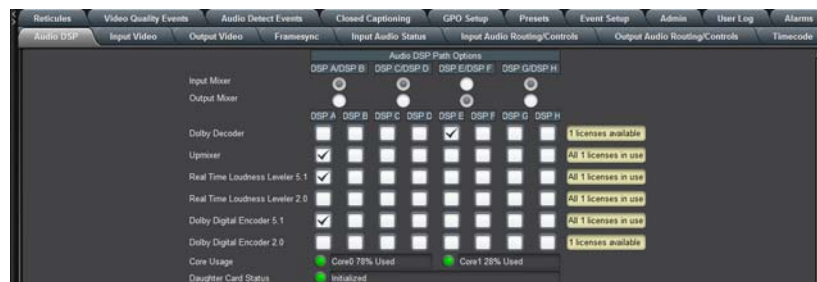 Reticules Video Quality Events Audio Detect Events Closed Captioning GPO Setup Presets Event Setup Admin User Log Alarms
Audio DSP Input Video Output Video Framesync Input Audio Status Input Audio Routing/Controls Output Audio Routing/Controls Timecode
Audio DSP Path Options
DSP A/DSP B DSP C/DSP D DSP E/DSP F DSP G/DSP H
Input Mixer
Output Mixer
DSP A DSP B DSP C DSP D DSP E DSP F DSP G DSP H
Dolby Decoder 1 licenses available
Upmixer All 1 licenses in use
Real Time Loudness Leveler 5.1 All 1 licenses in use
Real Time Loudness Leveler 2.0 All 1 licenses in use
Dolby Digital Encoder 5.1 All 1 licenses in use
Dolby Digital Encoder 2.0 1 licenses available
Core Usage Core0 78% Used Core1 28% Used
Daughter Card Status Initialized